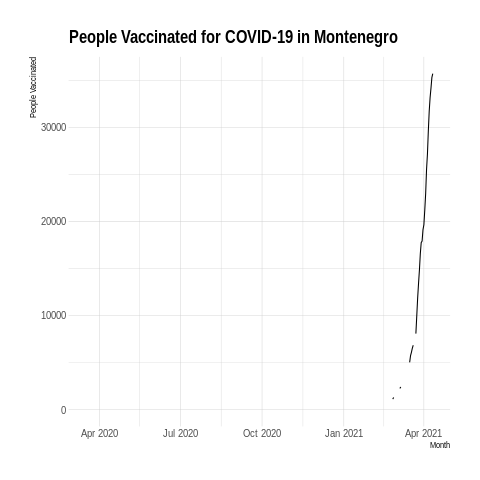 People Vaccinated for COVID-19 in Montenegro
People Vaccinated
30000
20000
10000
0
Apr 2020 Jul 2020 Oct 2020 Jan 2021 Apr 2021
Month